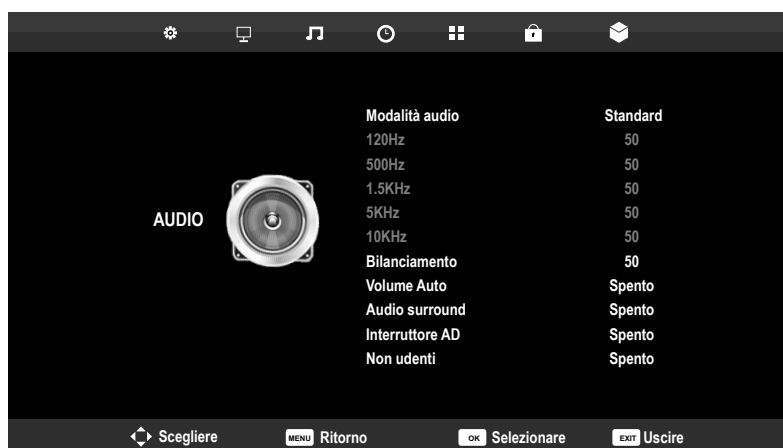 Modalità audio Standard
120Hz 50
500Hz 50
1.5KHz 50
5KHz 50
10KHz 50
AUDIO
Bilanciamento 50
Volume Auto Spento
Audio surround Spento
Interruttore AD Spento
Non udenti Spento
Scegliere MENU Ritorno OK Selezionare EXIT Uscire